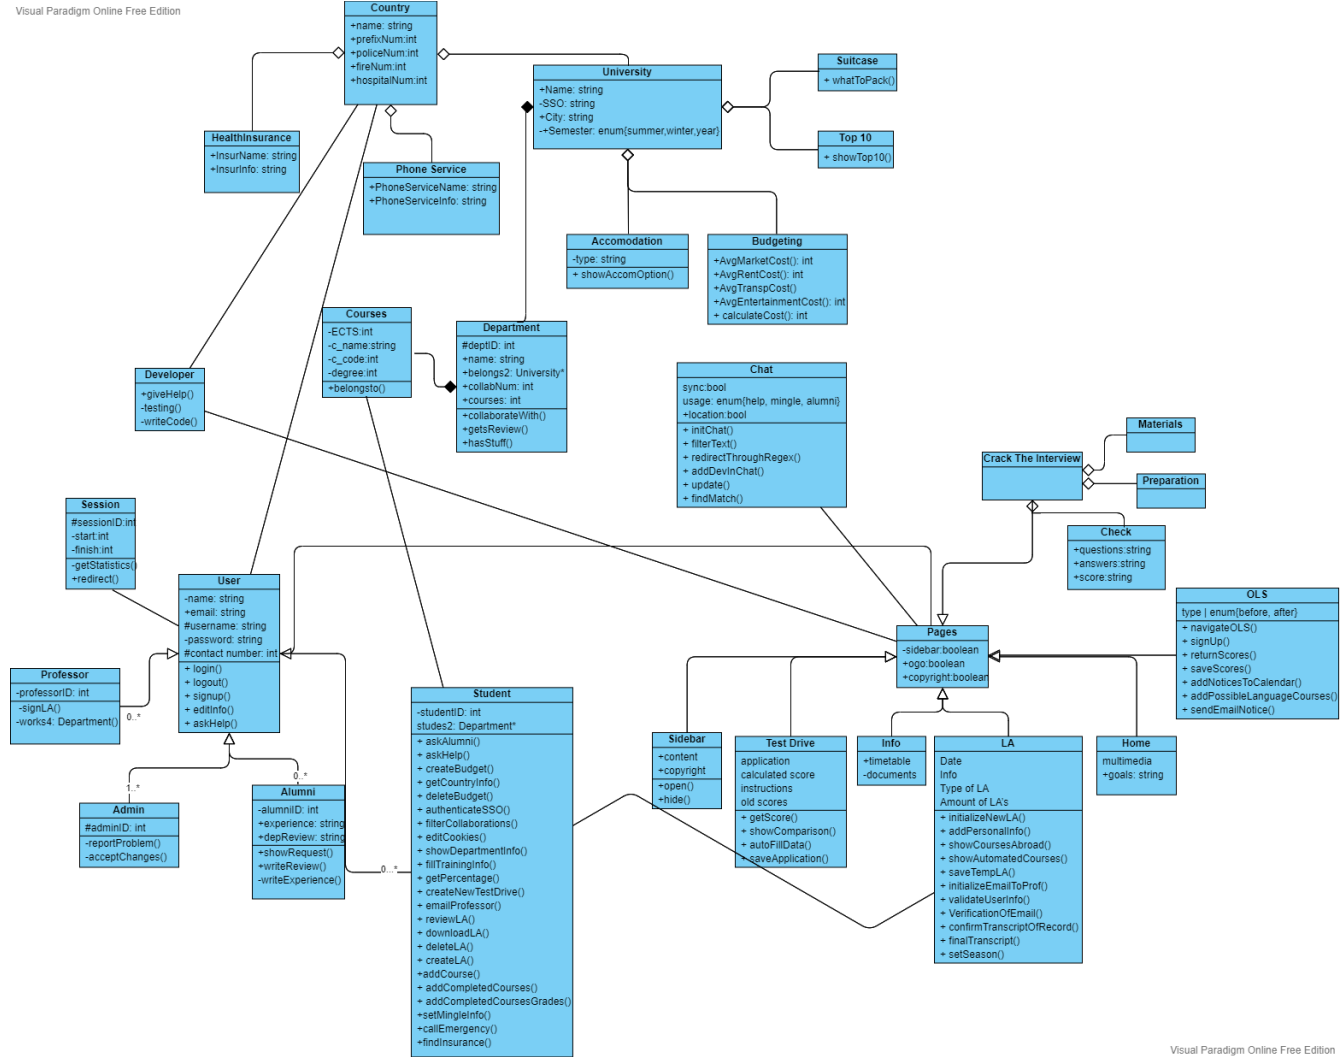 Visual Paradigm Online Free Edition
Country
+name: string
+prefixNum:int
+policeNum:int
+fireNum:int
+hospitalNum:int
University
+Name: string
-SSO: string
+City: string
-+Semester: enum{summer,winter,year}
Suitcase
+ whatToPack()
Top 10
+ showTop10()
HealthInsurance
+InsurName: string
+InsurInfo: string
Phone Service
+PhoneServiceName: string
+PhoneServiceInfo: string
Accomodation
-type: string
+ showAccomOption()
Budgeting
+AvgMarketCost(): int
+AvgRentCost(): int
+AvgTranspCost()
+AvgEntertainmentCost(): int
+ calculateCost(): int
Courses
-ECTS:int
-c_name:string
-c_code:int
-degree:int
+belongsto()
Department
#deptID: int
+name: string
+belongs2: University*
+collabNum: int
+courses: int
+collaborateWith()
+getsReview()
+hasStuff()
Developer
+giveHelp()
-testing()
-writeCode()
Chat
sync:bool
usage: enum{help, mingle, alumni}
+location:bool
+ initChat()
+ filterText()
+ redirectThroughRegex()
+ addDevInChat()
+ update()
+ findMatch()
Materials
Crack The Interview
Preparation
Check
+questions:string
+answers:string
+score:string
Session
#sessionID:int
-start:int
-finish:int
-getStatistics()
+redirect()
User
-name: string
+email: string
#username: string
-password: string
#contact number: int
+ login()
+ logout()
+ signup()
+ editInfo()
+ askHelp()
OLS
type | enum{before, after}
+ navigateOLS()
+ signUp()
+ returnScores()
+ saveScores()
+ addNoticesToCalendar()
+ addPossibleLanguageCourses()
+ sendEmailNotice()
Pages
-sidebar:boolean
+ogo:boolean
+copyright:boolean
Professor
-professorID: int
-signLA()
-works4: Department()
0..*
Student
-studentID: int
studes2: Department*
+ askAlumni()
+ askHelp()
+ createBudget()
+ getCountryInfo()
+ deleteBudget()
+ authenticateSSO()
+ filterCollaborations()
+ editCookies()
+ showDepartmentInfo()
+ fillTrainingInfo()
+ getPercentage()
+ createNewTestDrive()
+ emailProfessor()
+ reviewLA()
+ downloadLA()
+ deleteLA()
+ createLA()
+addCourse()
+ addCompletedCourses()
+ addCompletedCoursesGrades()
+setMingleInfo()
+callEmergency()
+findInsurance()
0...*
Sidebar
+content
+copyright
+open()
+hide()
Test Drive
application
calculated score
instructions
old scores
+ getScore()
+ showComparison()
+ autoFillData()
+ saveApplication()
Info
+timetable
-documents
LA
Date
Info
Type of LA
Amount of LA's
+ initializeNewLA()
+ addPersonalInfo()
+ showCoursesAbroad()
+ showAutomatedCourses()
+ saveTempLA()
+ initializeEmailToProf()
+ validateUserInfo()
+ VerificationOfEmail()
+ confirmTranscriptOfRecord()
+ finalTranscript()
+ setSeason()
Home
multimedia
+goals: string
1..*
Admin
#adminID: int
-reportProblem()
-acceptChanges()
0..*
Alumni
-alumniID: int
+experience: string
+depReview: string
+showRequest()
+writeReview()
-writeExperience()
Visual Paradigm Online Free Edition